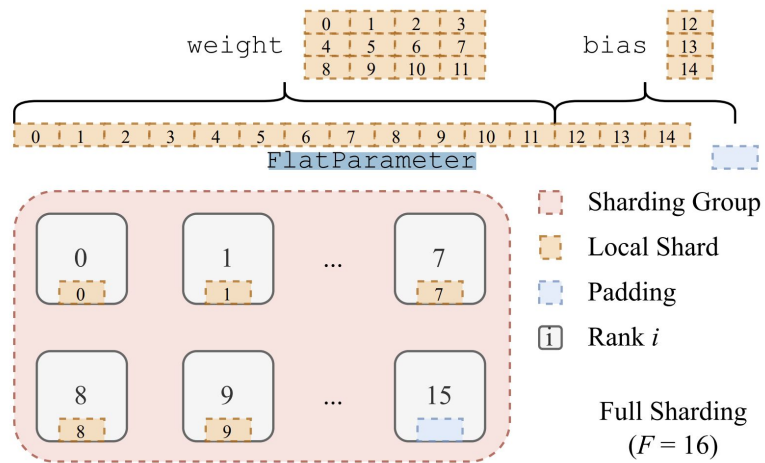 weight
0 1 2 3
4 5 6 7
8 9 10 11
bias
12
13
14
0 1 2 3 4 5 6 7 8 9 10 11 12 13 14
FlatParameter
0
0
1
1
...
7
7
8
8
9
9
...
15
Sharding Group
Local Shard
Padding
i Rank i
Full Sharding
(F = 16)